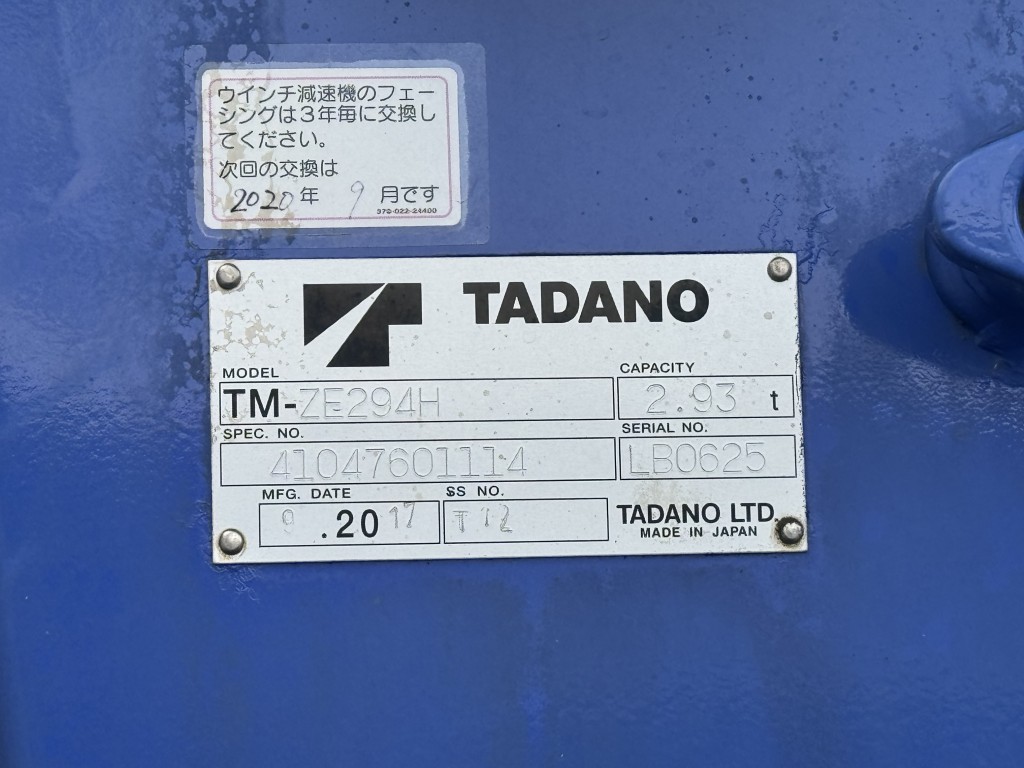 ウインチ減速機のフェー
シングは3年毎に交換し
てください。
次回の交換は
2020年 9月です
372-022-24400
TADANO
MODEL
TM-ZE294H
CAPACITY
2.93 t
SPEC. NO.
41047601114
SERIAL NO.
LB0625
MFG. DATE
9 .2017
SS NO.
T12
TADANO LTD.
MADE IN JAPAN